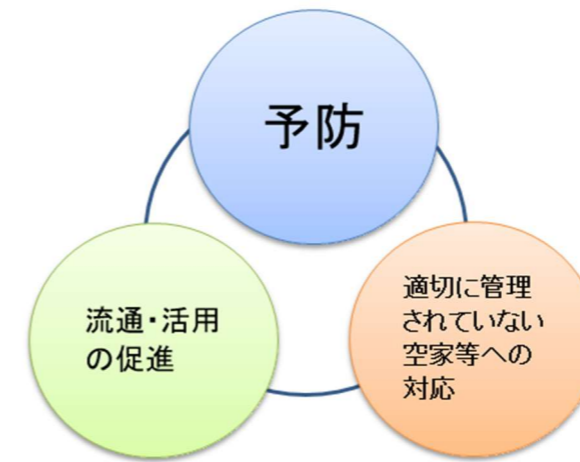 予防
流通・活用
の促進
適切に管理
されていない
空家等への
対応